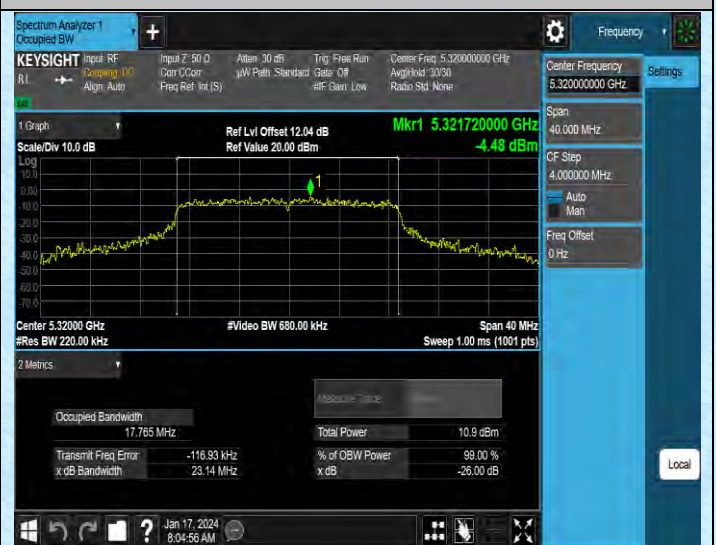 Spectrum Analyzer 1
Occupied BW
+
Frequency
KEYSIGHT Input: RF
Coupling: DC
Align: Auto
RL
Input Z: 50 Ω
Corr CCorr
Freq Ref: Int (S)
Atten: 30 dB
µW Path: Standard
Trig: Free Run
Gate: Off
#IF Gain: Low
Center Freq: 5.320000000 GHz
Avg|Hold: 30/30
Radio Std: None
Center Frequency
5.320000000 GHz
Settings
Span
40.000 MHz
CF Step
4.000000 MHz
Auto
Man
Freq Offset
0 Hz
1 Graph
Scale/Div 10.0 dB
Ref Lvl Offset 12.04 dB
Ref Value 20.00 dBm
Mkr1 5.321720000 GHz
-4.48 dBm
Log
10.0
0.00
-10.0
-20.0
-30.0
-40.0
-50.0
-60.0
-70.0
1
Center 5.32000 GHz
#Res BW 220.00 kHz
#Video BW 680.00 kHz
Span 40 MHz
Sweep 1.00 ms (1001 pts)
2 Metrics
Measure Trace
Occupied Bandwidth
17.765 MHz
Total Power 10.9 dBm
Transmit Freq Error -116.93 kHz
% of OBW Power 99.00 %
x dB Bandwidth 23.14 MHz
x dB -26.00 dB
Local
?
Jan 17, 2024
8:04:56 AM